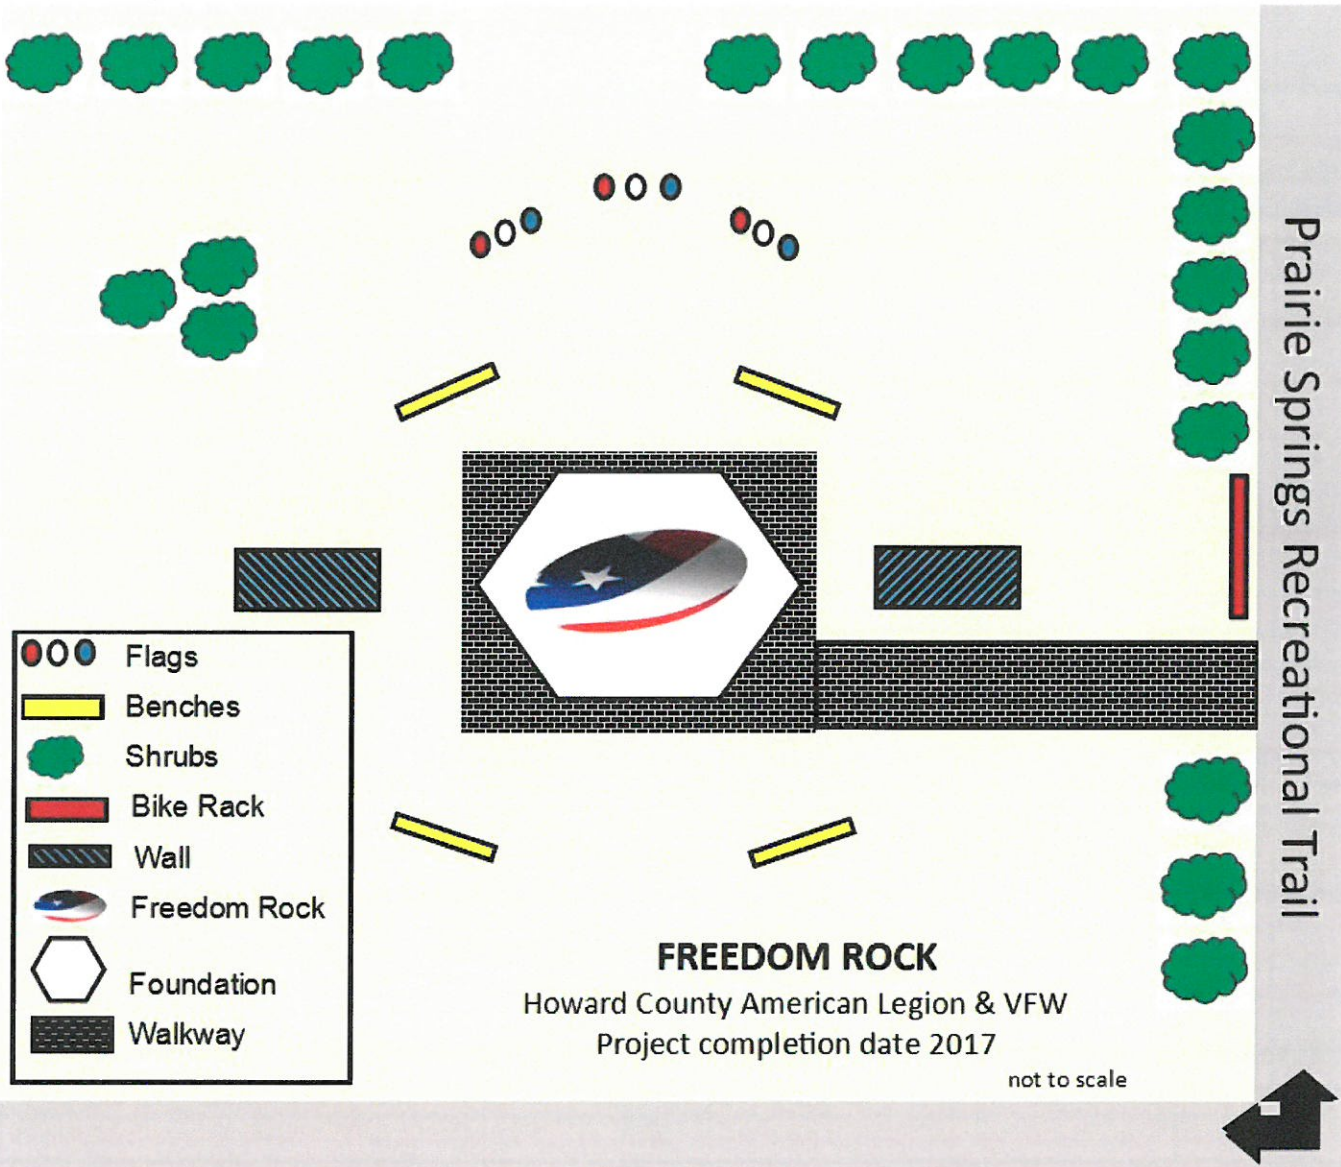 Prairie Springs Recreational Trail
Flags
Benches
Shrubs
Bike Rack
Wall
Freedom Rock
Foundation
Walkway
FREEDOM ROCK
Howard County American Legion & VFW
Project completion date 2017
not to scale